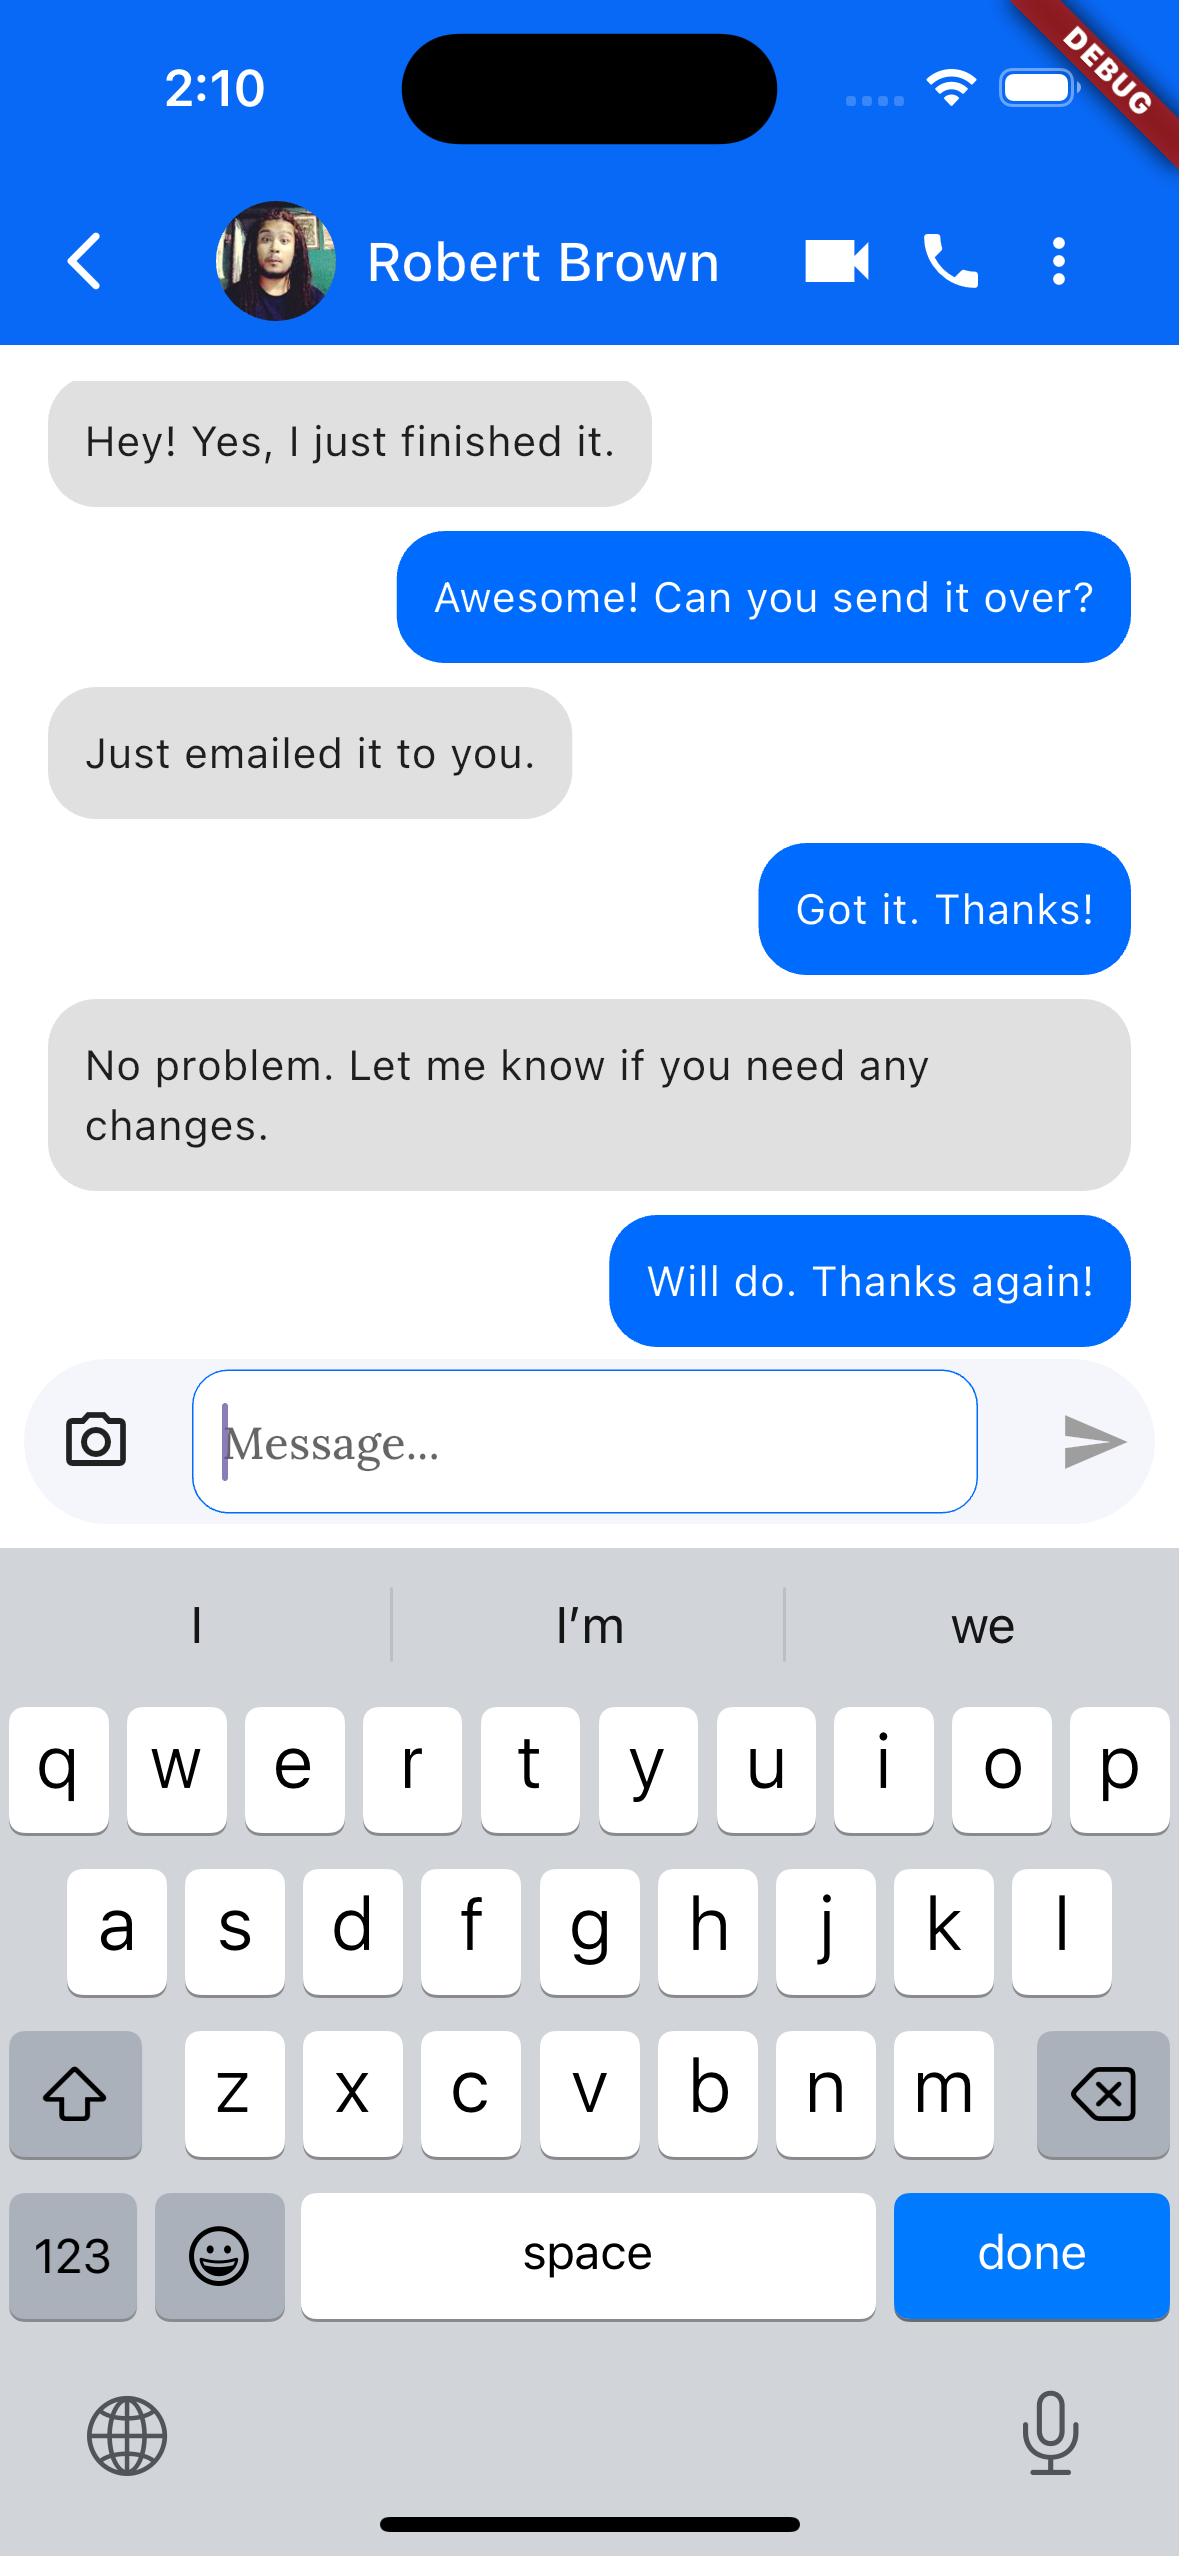 2:10
DEBUG
Robert Brown
Hey! Yes, I just finished it.
Awesome! Can you send it over?
Just emailed it to you.
Got it. Thanks!
No problem. Let me know if you need any
changes.
Will do. Thanks again!
Message...
I I’m we
q w e r t y u i o p
a s d f g h j k l
z x c v b n m
123 space done